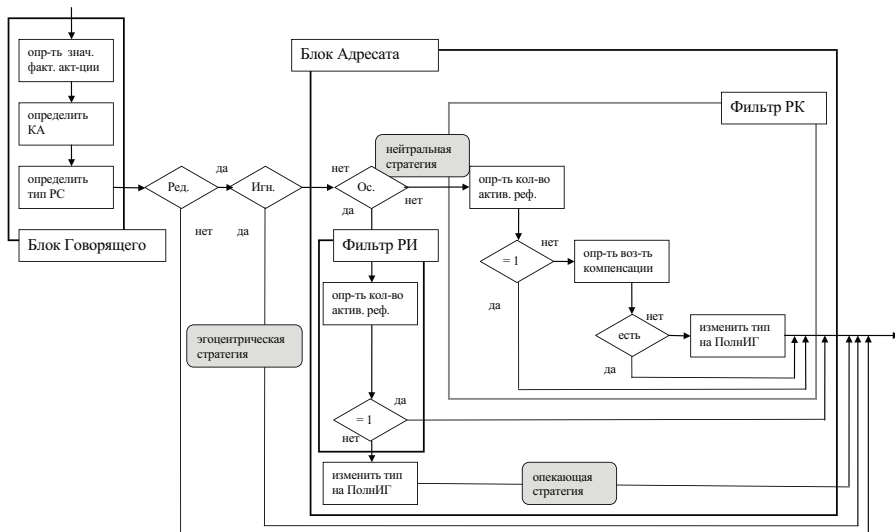 Блок Адресата
опр-ть знач.
факт. акт-ции
Фильтр РК
определить
КА
нейтральная
стратегия
определить
тип РС
да
нет
опр-ть кол-во
актив. реф.
Ред.
Игн.
Ос.
нет
да
нет
да
Блок Говорящего
Фильтр РИ
= 1
нет
опр-ть воз-ть
компенсации
опр-ть кол-во
актив. реф.
да
нет
эгоцентрическая
стратегия
есть
изменить тип
на ПолнИГ
да
да
= 1
нет
изменить тип
на ПолнИГ
опекающая
стратегия